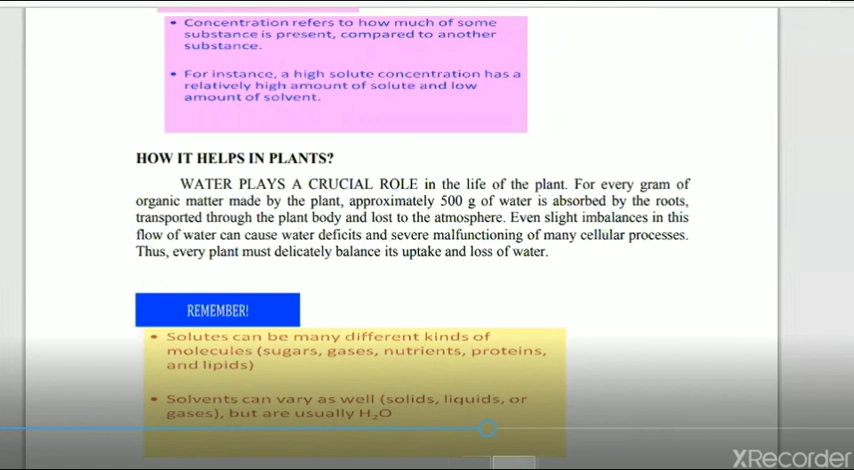 • Concentration refers to how much of some
substance is present, compared to another
substance.
• For instance, a high solute concentration has a
relatively high amount of solute and low
amount of solvent.
HOW IT HELPS IN PLANTS?
WATER PLAYS A CRUCIAL ROLE in the life of the plant. For every gram of
organic matter made by the plant, approximately 500 g of water is absorbed by the roots,
transported through the plant body and lost to the atmosphere. Even slight imbalances in this
flow of water can cause water deficits and severe malfunctioning of many cellular processes.
Thus, every plant must delicately balance its uptake and loss of water.
REMEMBER!
• Solutes can be many different kinds of
molecules (sugars, gases, nutrients, proteins,
and lipids)
• Solvents can vary as well (solids, liquids, or
gases), but are usually H₂O
XRecorder